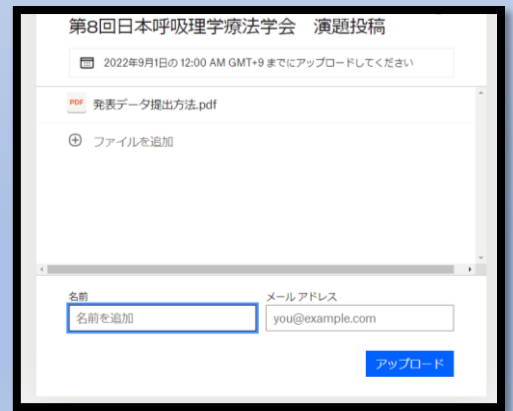 第8回日本呼吸理学療法学会　演題投稿
2022年9月1日の 12:00 AM GMT+9 までにアップロードしてください
PDF 発表データ提出方法.pdf
ファイルを追加
名前 メール アドレス
名前を追加 you@example.com
アップロード